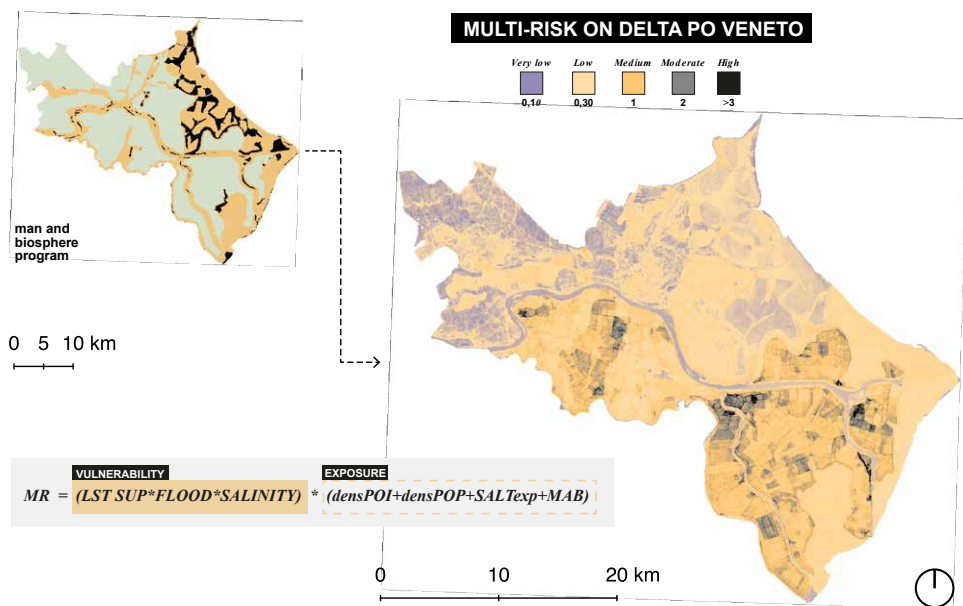 MULTI-RISK ON DELTA PO VENETO
Very low Low Medium Moderate High
0,10 0,30 1 2 >3
man and
biosphere
program
0 5 10 km
VULNERABILITY EXPOSURE
MR = (LST SUP*FLOOD*SALINITY) * (densPOI+densPOP+SALTexp+MAB)
0 10 20 km